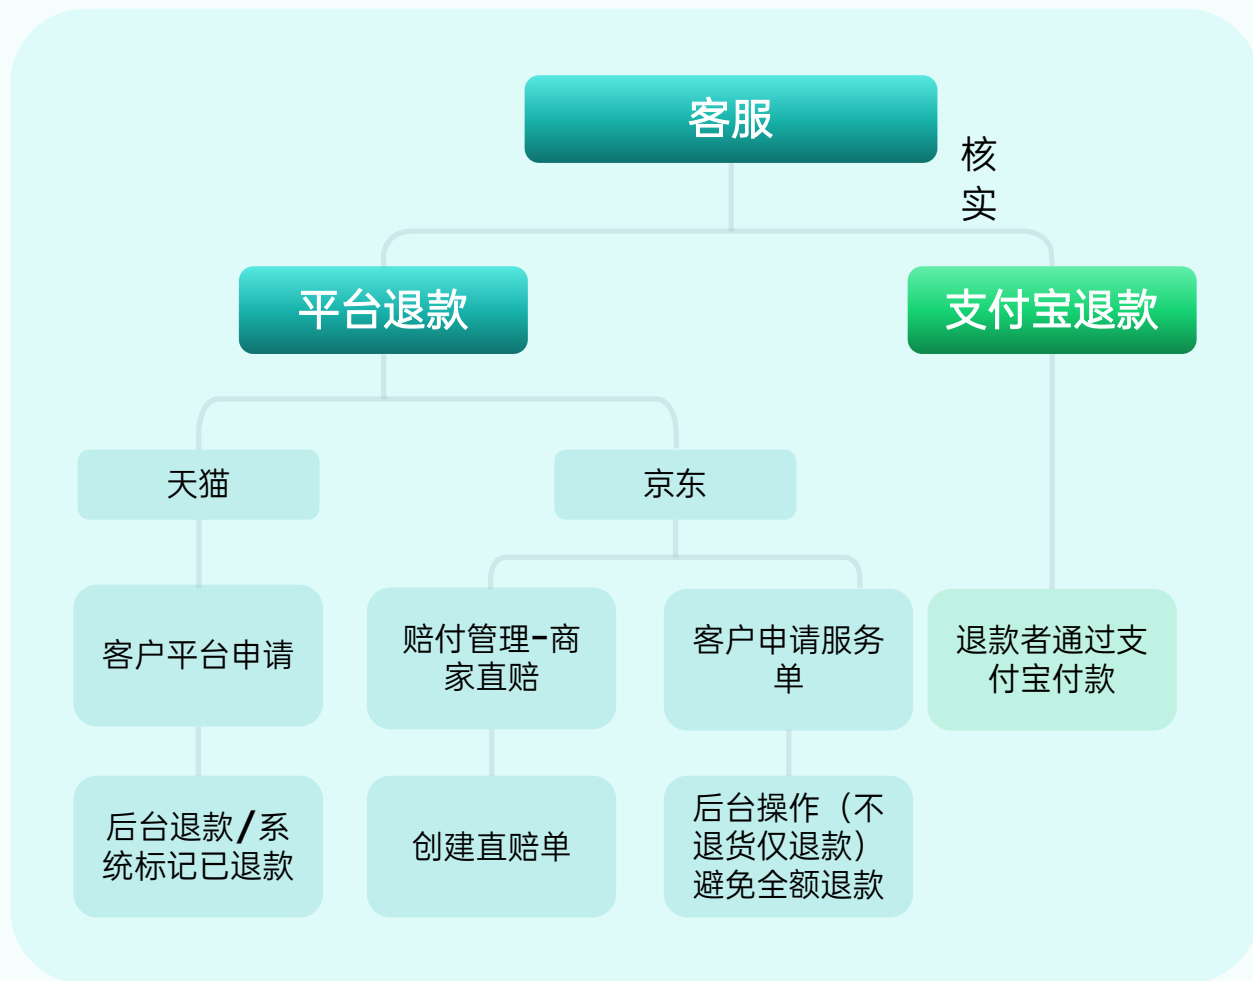 客服
核
实
平台退款
支付宝退款
天猫
京东
客户平台申请
赔付管理-商
家直赔
客户申请服务
单
退款者通过支
付宝付款
后台退款/系
统标记已退款
创建直赔单
后台操作（不
退货仅退款）
避免全额退款